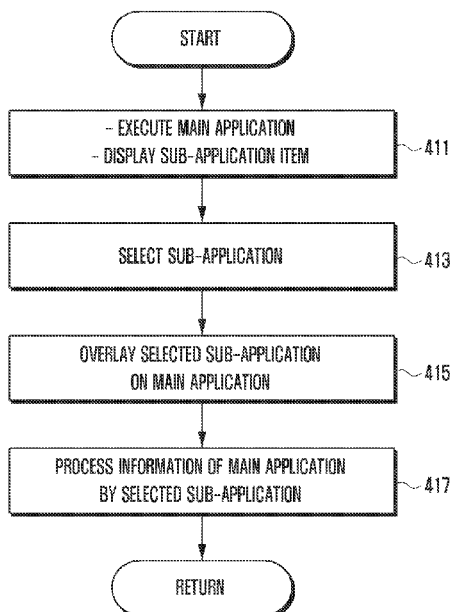 START
- EXECUTE MAIN APPLICATION
- DISPLAY SUB-APPLICATION ITEM
411
SELECT SUB-APPLICATION
413
OVERLAY SELECTED SUB-APPLICATION
ON MAIN APPLICATION
415
PROCESS INFORMATION OF MAIN APPLICATION
BY SELECTED SUB-APPLICATION
417
RETURN